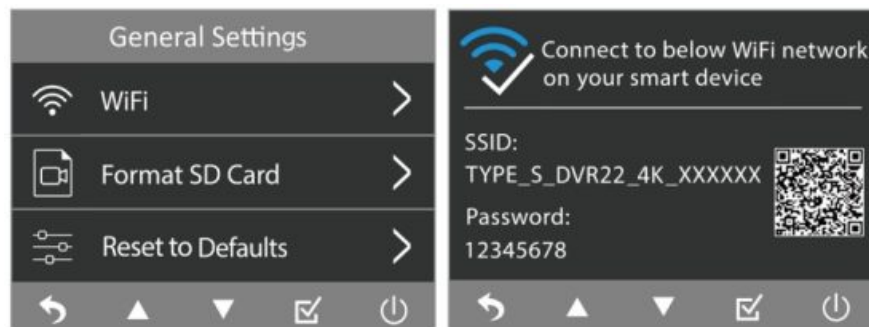 General Settings
WiFi
Format SD Card
Reset to Defaults
Connect to below WiFi network
on your smart device
SSID:
TYPE_S_DVR22_4K_XXXXXX
Password:
12345678